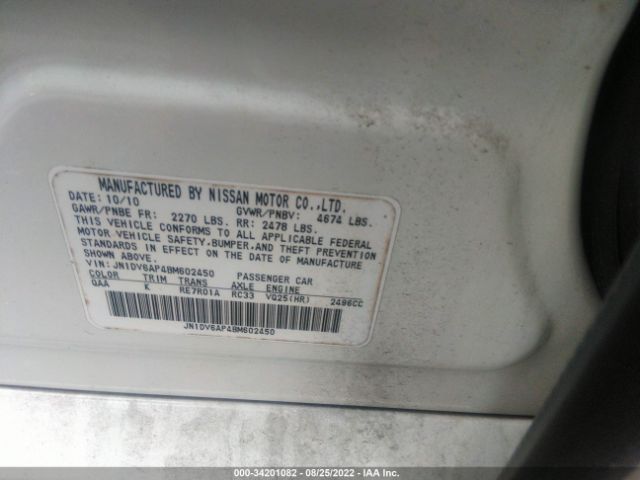 MANUFACTURED BY NISSAN MOTOR CO.,LTD.
DATE: 10/10 GVWR/PNBV: 4674 LBS.
GAWR/PNBE FR: 2270 LBS. RR: 2478 LBS.
THIS VEHICLE CONFORMS TO ALL APPLICABLE FEDERAL
MOTOR VEHICLE SAFETY,BUMPER,AND THEFT PREVENTION
STANDARDS IN EFFECT ON THE DATE OF MANUFACTURE
SHOWN ABOVE.
VIN: JN1DV6AP4BM602450 PASSENGER CAR
COLOR TRIM TRANS AXLE ENGINE
QAA K RE7R01A RC33 VQ25(HR) 2496CC
JN1DV6AP4BM602450
000-34201082 - 08/25/2022 - IAA Inc.